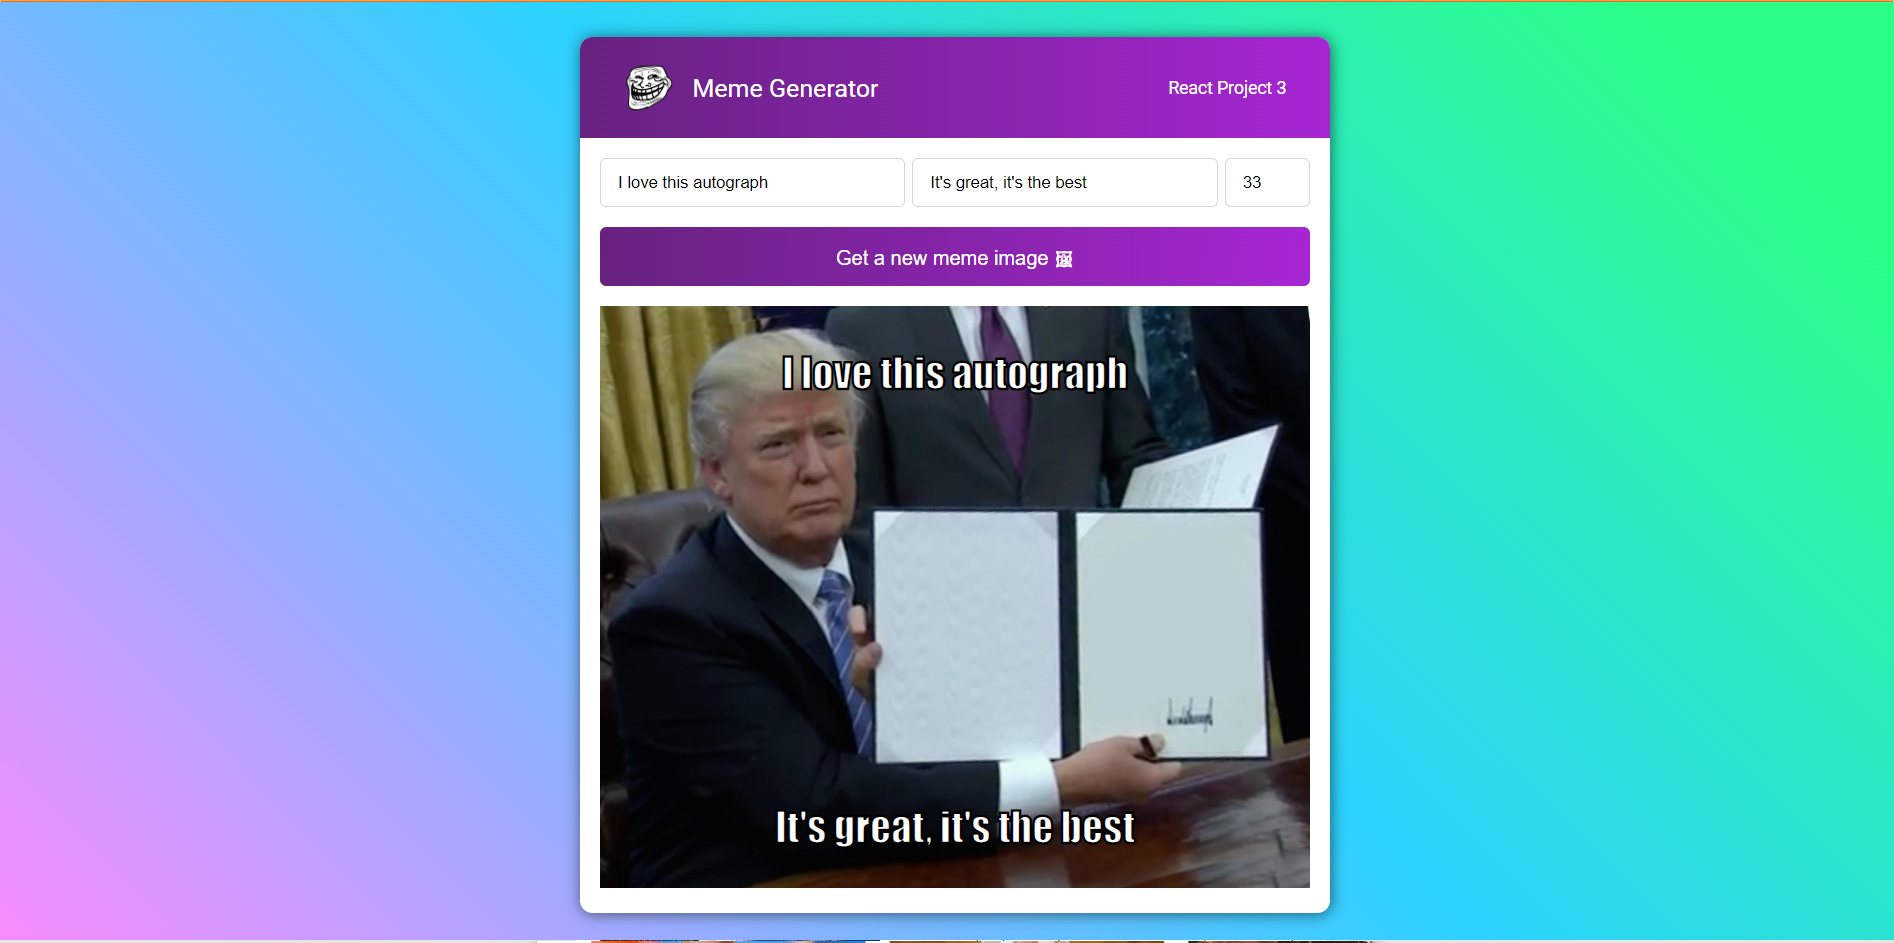 Meme Generator
React Project 3
I love this autograph
It's great, it's the best
33
Get a new meme image
I love this autograph
It's great, it's the best